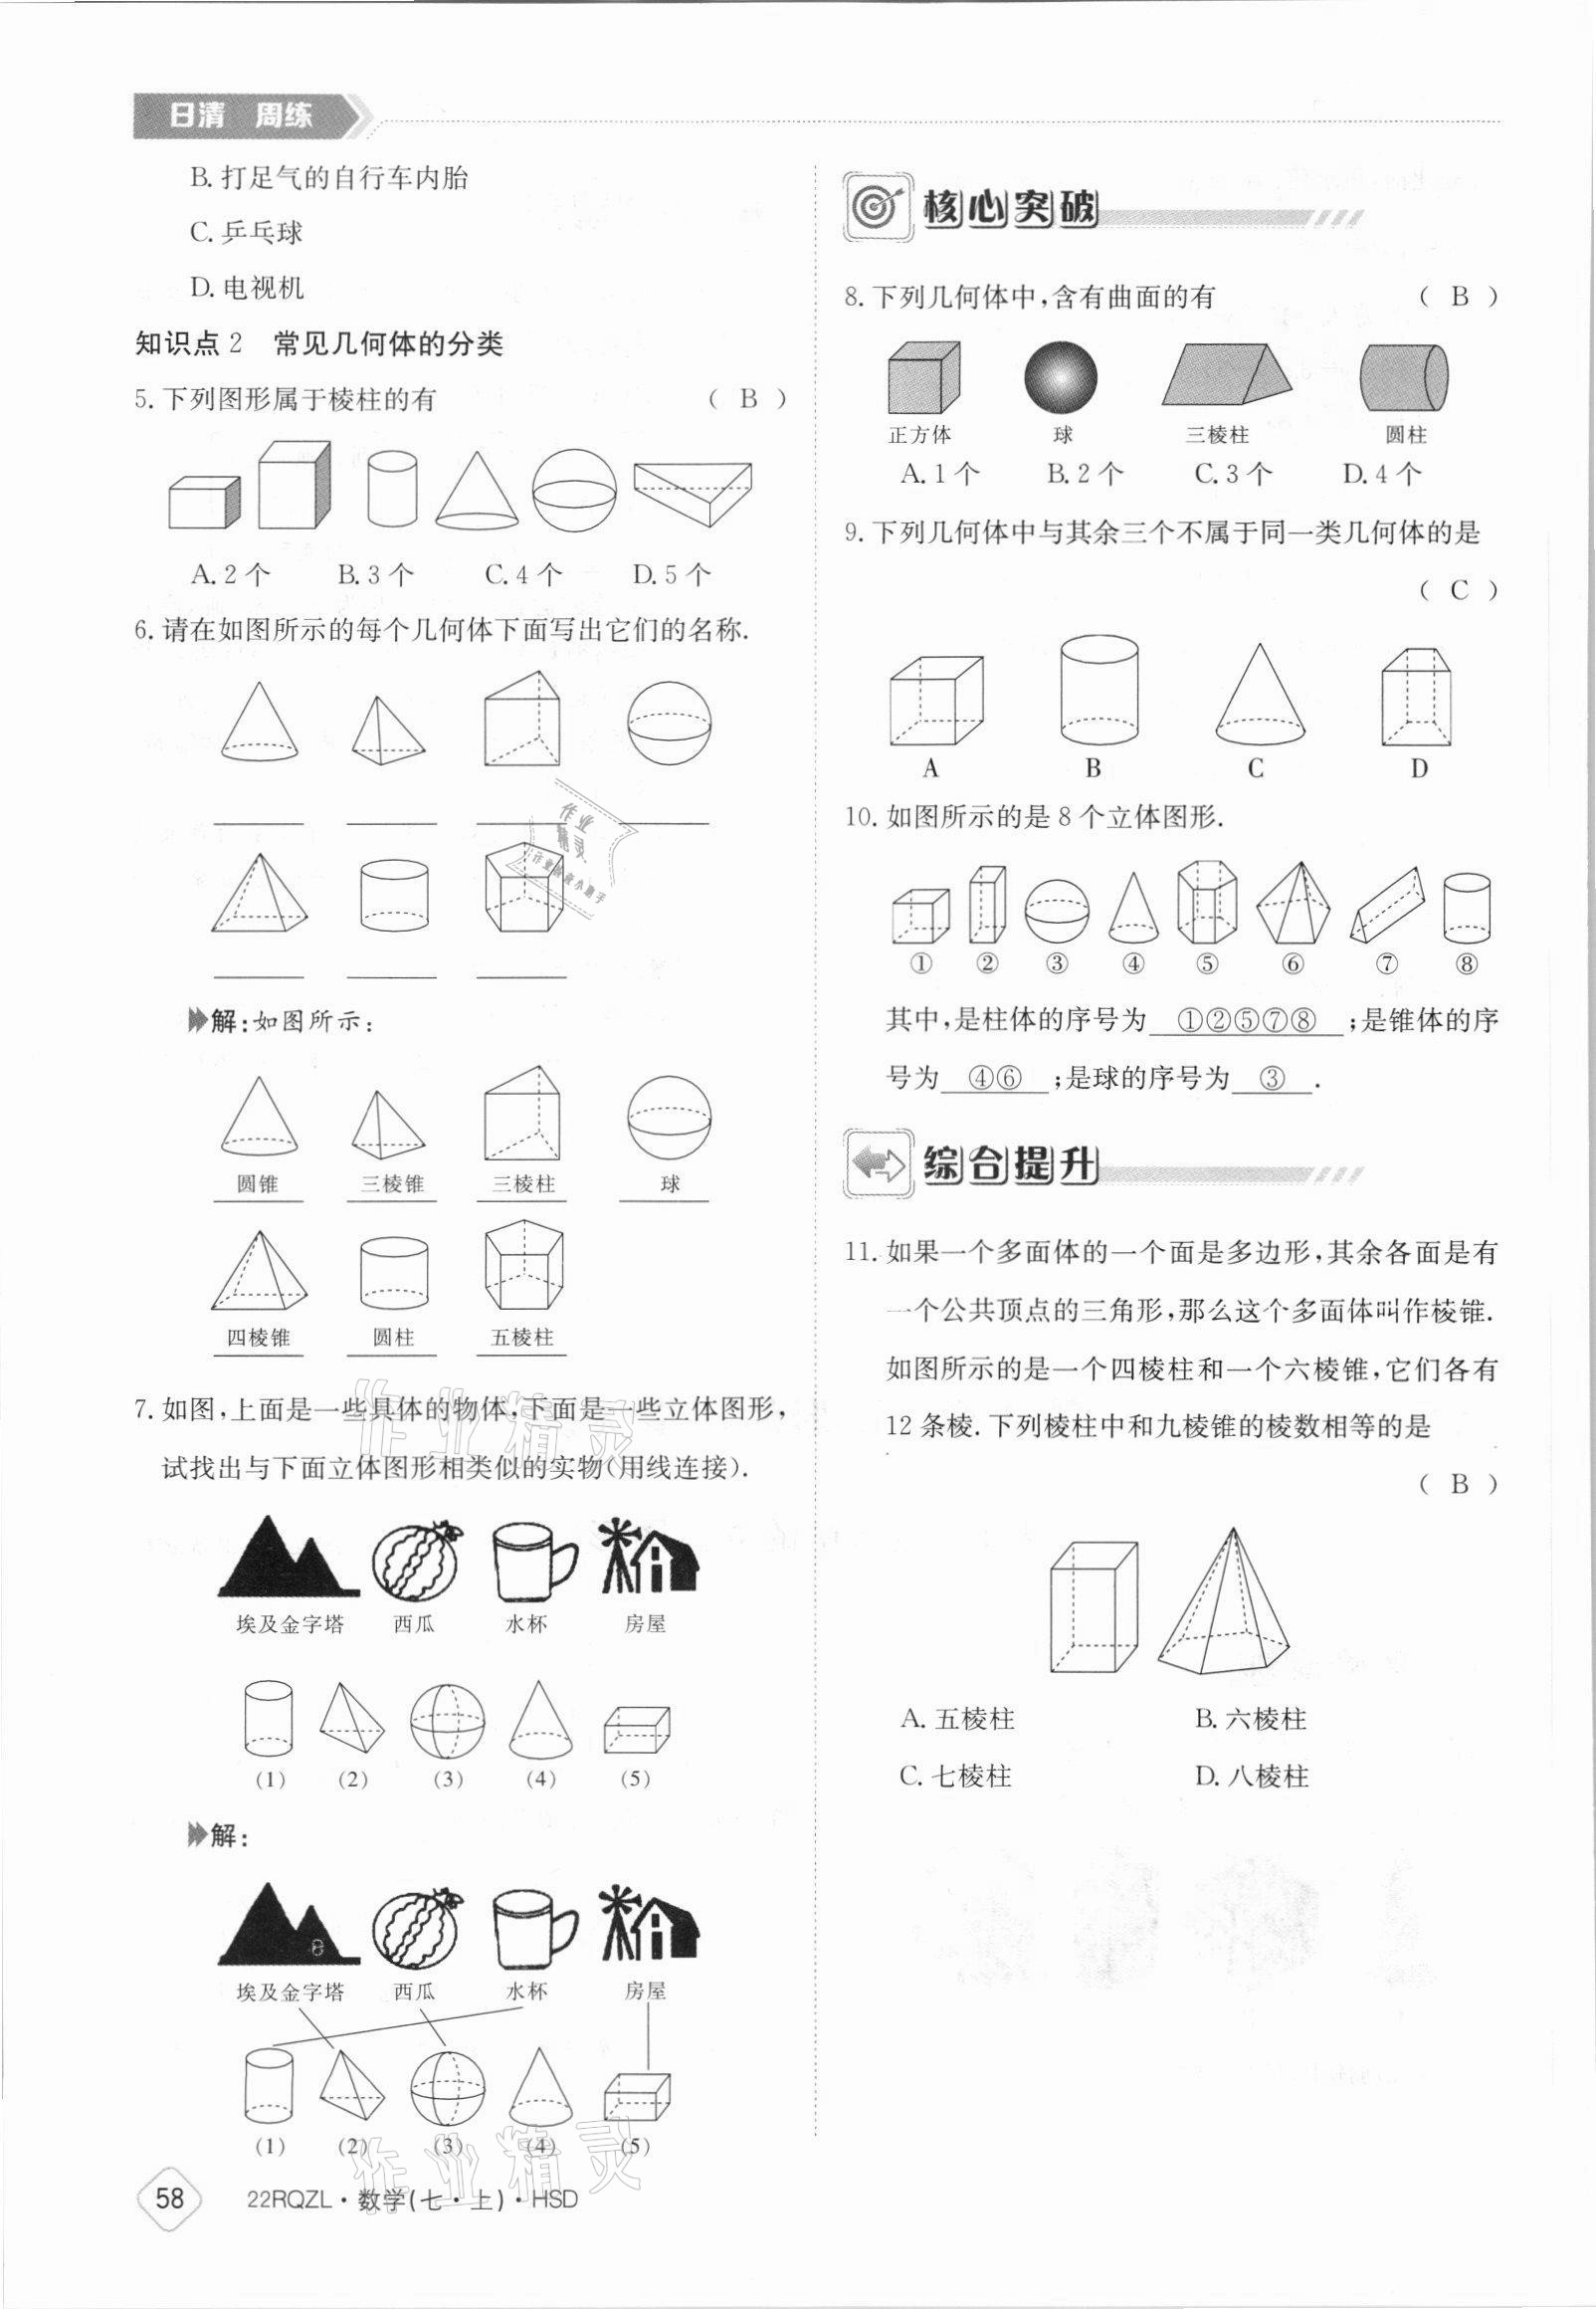 日清 周练
B. 打足气的自行车内胎
C. 乒乓球
D. 电视机
知识点 2 常见几何体的分类
5. 下列图形属于棱柱的有 ( B )
A. 2 个 B. 3 个 C. 4 个 D. 5 个
6. 请在如图所示的每个几何体下面写出它们的名称.
解:如图所示:
圆锥 三棱锥 三棱柱 球
四棱锥 圆柱 五棱柱
7. 如图,上面是一些具体的物体,下面是一些立体图形,
试找出与下面立体图形相类似的实物(用线连接).
埃及金字塔 西瓜 水杯 房屋
(1) (2) (3) (4) (5)
解:
埃及金字塔 西瓜 水杯 房屋
(1) (2) (3) (4) (5)
58 22RQZL·数学(七·上)·HSD
核心突破
8. 下列几何体中,含有曲面的有 ( B )
正方体 球 三棱柱 圆柱
A. 1 个 B. 2 个 C. 3 个 D. 4 个
9. 下列几何体中与其余三个不属于同一类几何体的是
( C )
A B C D
10. 如图所示的是 8 个立体图形.
① ② ③ ④ ⑤ ⑥ ⑦ ⑧
其中,是柱体的序号为 ①②⑤⑦⑧ ;是锥体的序
号为 ④⑥ ;是球的序号为 ③ .
综合提升
11. 如果一个多面体的一个面是多边形,其余各面是有
一个公共顶点的三角形,那么这个多面体叫作棱锥.
如图所示的是一个四棱柱和一个六棱锥,它们各有
12 条棱. 下列棱柱中和九棱锥的棱数相等的是
( B )
A. 五棱柱 B. 六棱柱
C. 七棱柱 D. 八棱柱
作业精灵
作业精灵
作业精灵